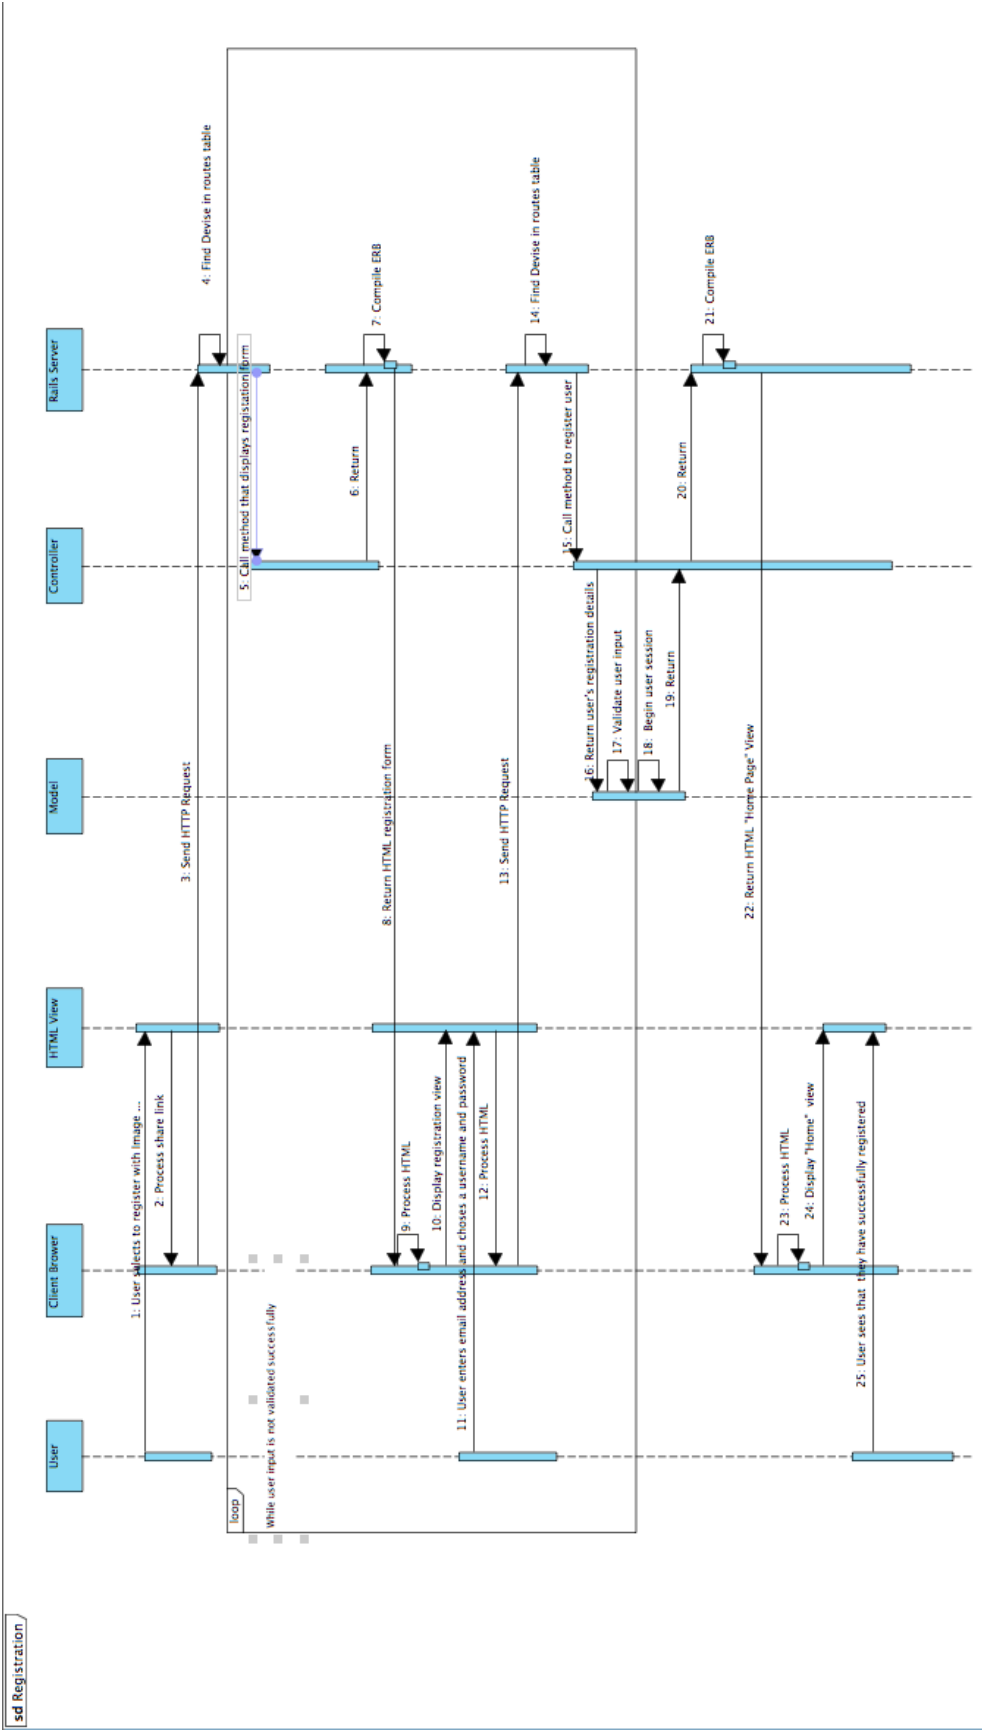 sd Registration
User
Client Brower
HTML View
Model
Controller
Rails Server
1: User selects to register with Image ...
2: Process share link
3: Send HTTP Request
4: Find Devise in routes table
loop
While user input is not validated successfully
5: Call method that displays registation form
6: Return
7: Compile ERB
8: Return HTML registration form
9: Process HTML
10: Display registration view
11: User enters email address and choses a username and password
12: Process HTML
13: Send HTTP Request
14: Find Devise in routes table
15: Call method to register user
16: Return user's registration details
17: Validate user input
18: Begin user session
19: Return
20: Return
21: Compile ERB
22: Return HTML "Home Page" View
23: Process HTML
24: Display "Home" view
25: User sees that they have successfully registered